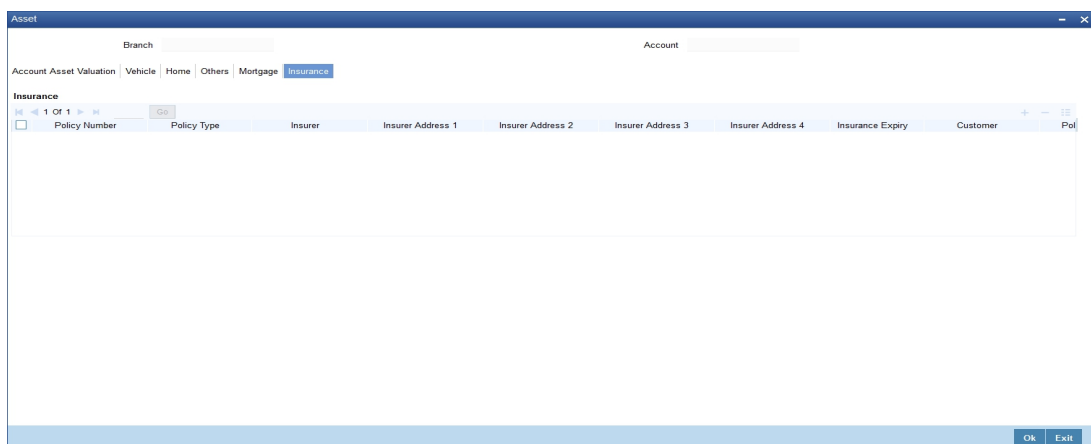 Asset
Branch
Account
Account Asset Valuation Vehicle Home Others Mortgage Insurance
Insurance
1 Of 1 Go
Policy Number Policy Type Insurer Insurer Address 1 Insurer Address 2 Insurer Address 3 Insurer Address 4 Insurance Expiry Customer Pol
Ok Exit